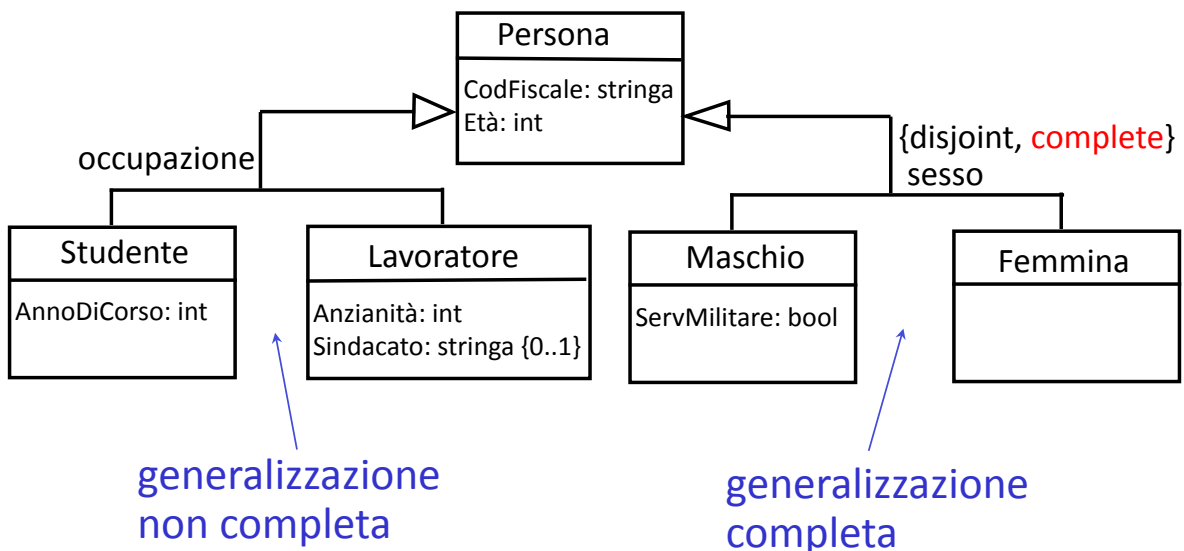 Persona
CodFiscale: stringa
Età: int
occupazione
{disjoint, complete}
sesso
Studente
AnnoDiCorso: int
Lavoratore
Anzianità: int
Sindacato: stringa {0..1}
Maschio
ServMilitare: bool
Femmina
generalizzazione
non completa
generalizzazione
completa